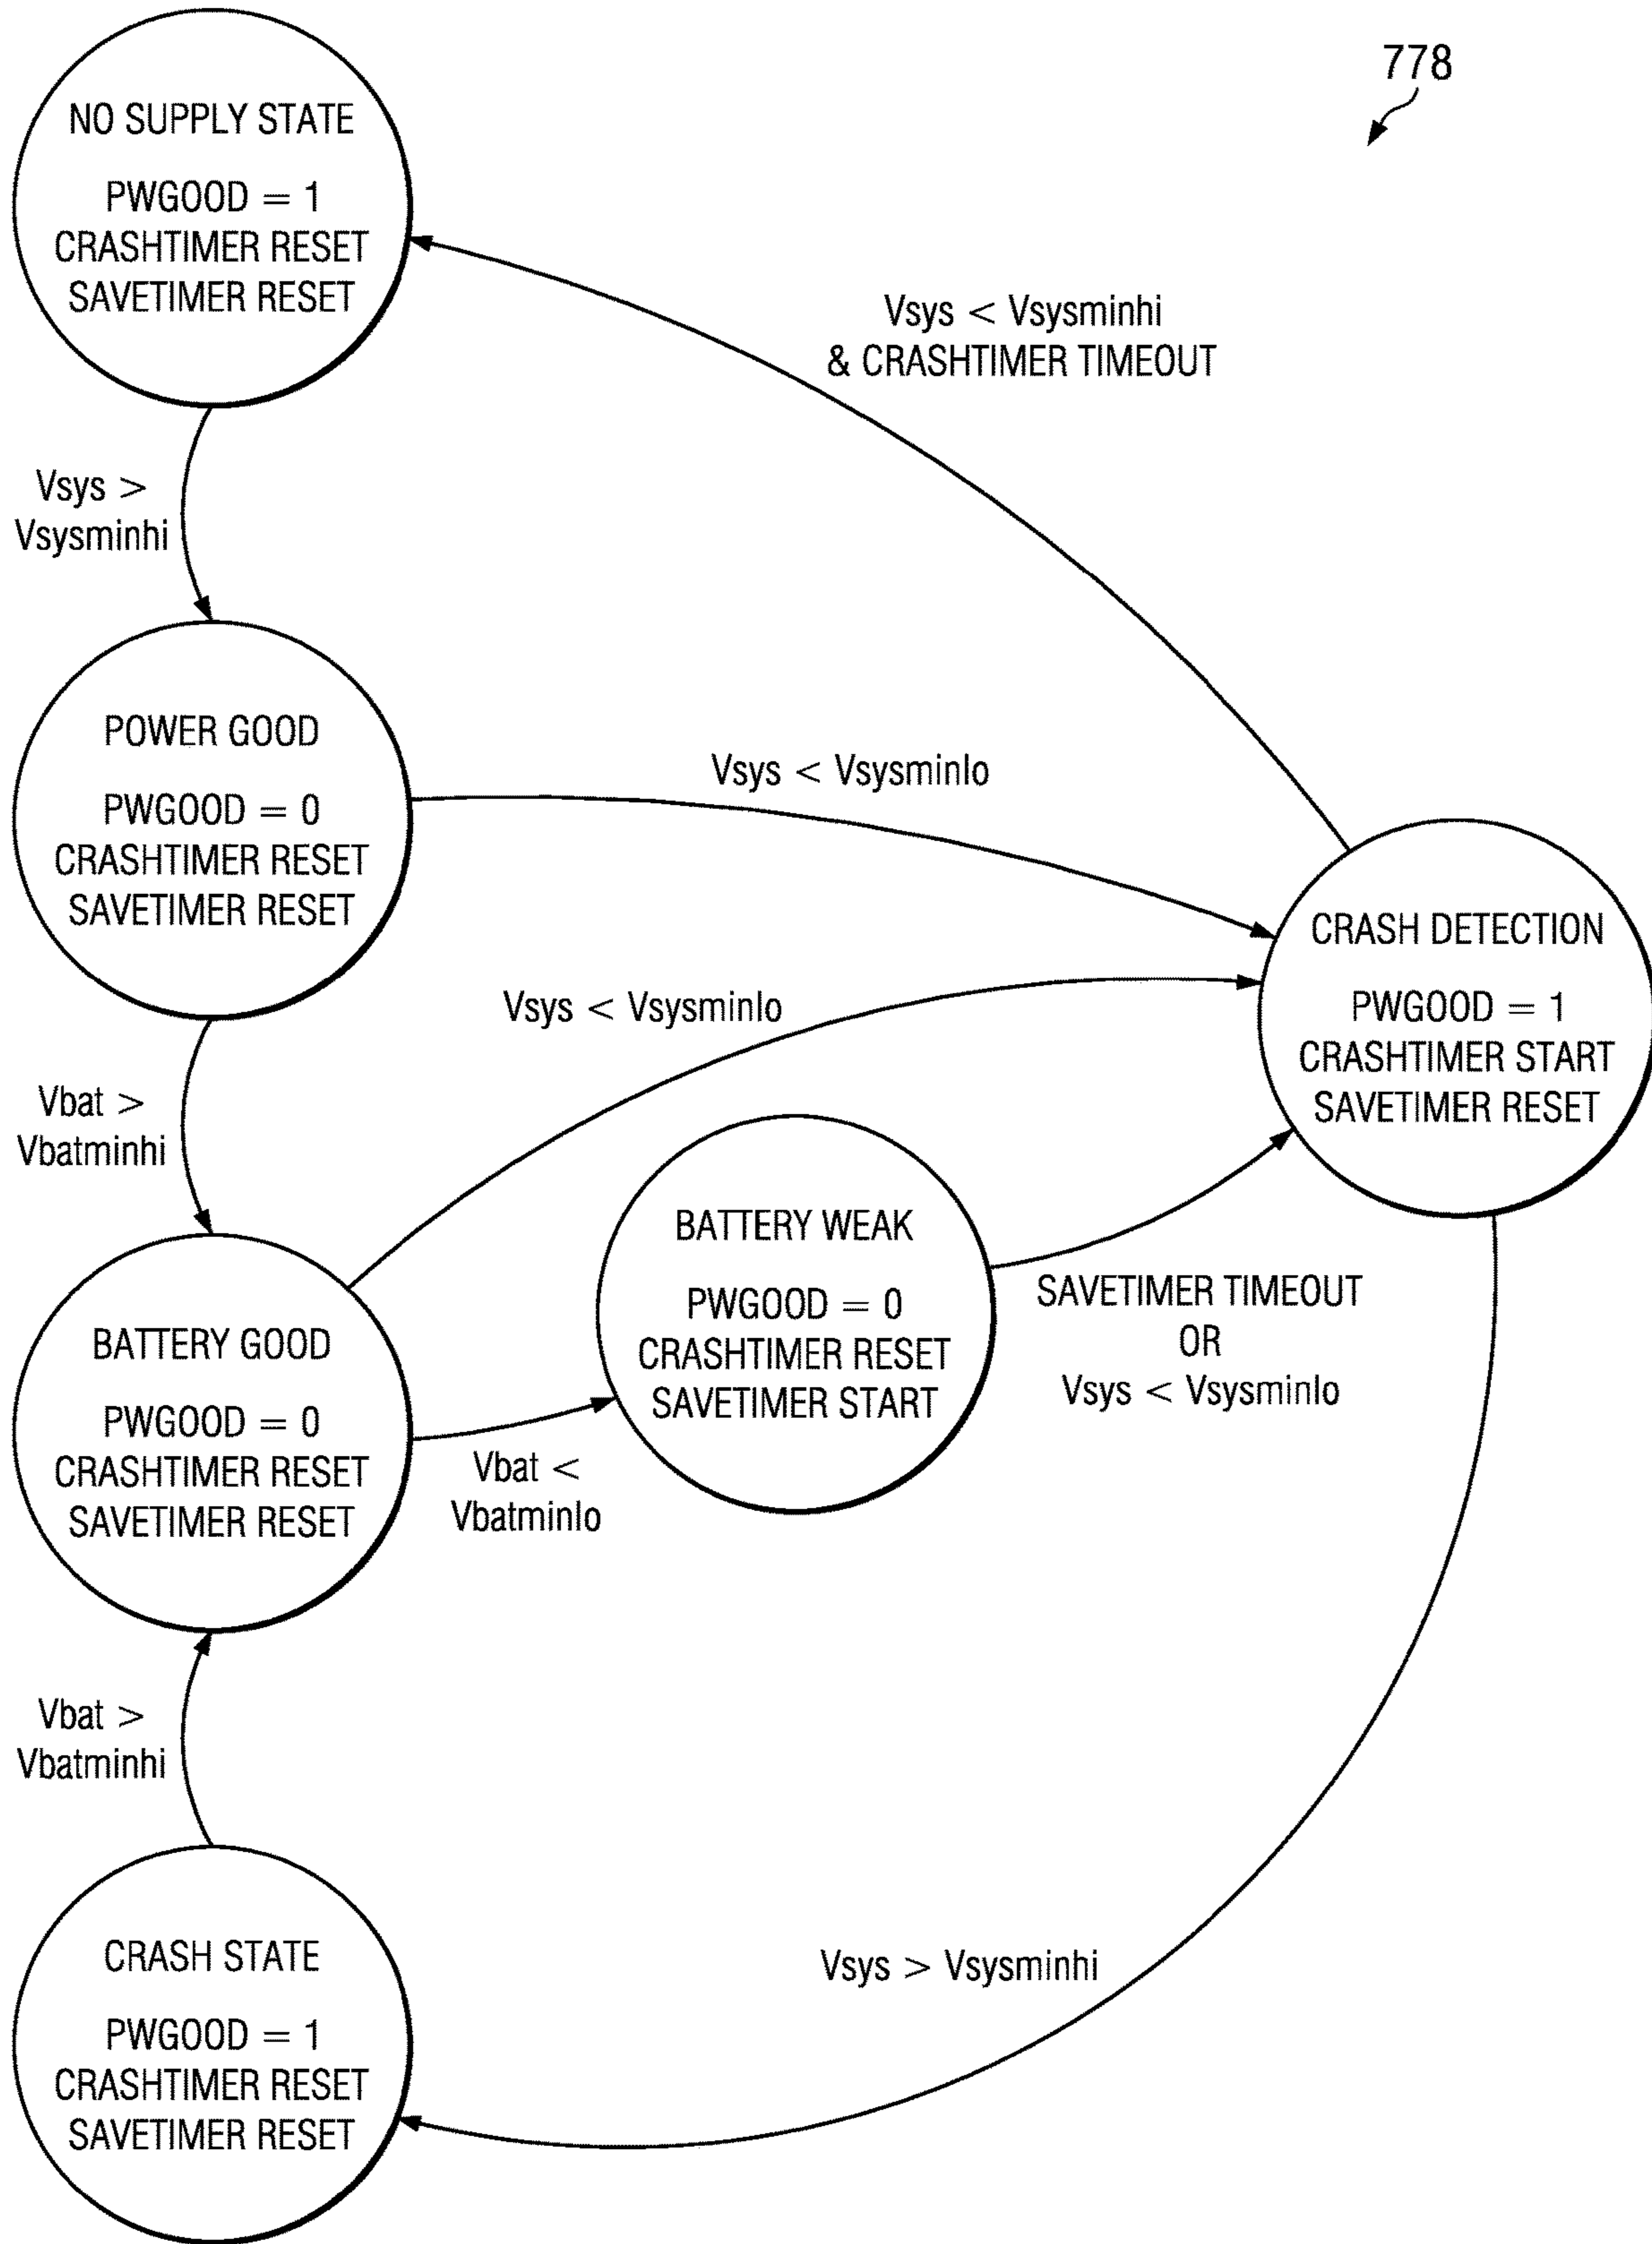 778
NO SUPPLY STATE
PWGOOD = 1
CRASHTIMER RESET
SAVETIMER RESET
Vsys < Vsysminhi
& CRASHTIMER TIMEOUT
Vsys >
Vsysminhi
POWER GOOD
PWGOOD = 0
CRASHTIMER RESET
SAVETIMER RESET
Vsys < Vsysminlo
CRASH DETECTION
PWGOOD = 1
CRASHTIMER START
SAVETIMER RESET
Vsys < Vsysminlo
Vbat >
Vbatminhi
BATTERY WEAK
PWGOOD = 0
CRASHTIMER RESET
SAVETIMER START
SAVETIMER TIMEOUT
OR
Vsys < Vsysminlo
BATTERY GOOD
PWGOOD = 0
CRASHTIMER RESET
SAVETIMER RESET
Vbat <
Vbatminlo
Vbat >
Vbatminhi
CRASH STATE
PWGOOD = 1
CRASHTIMER RESET
SAVETIMER RESET
Vsys > Vsysminhi